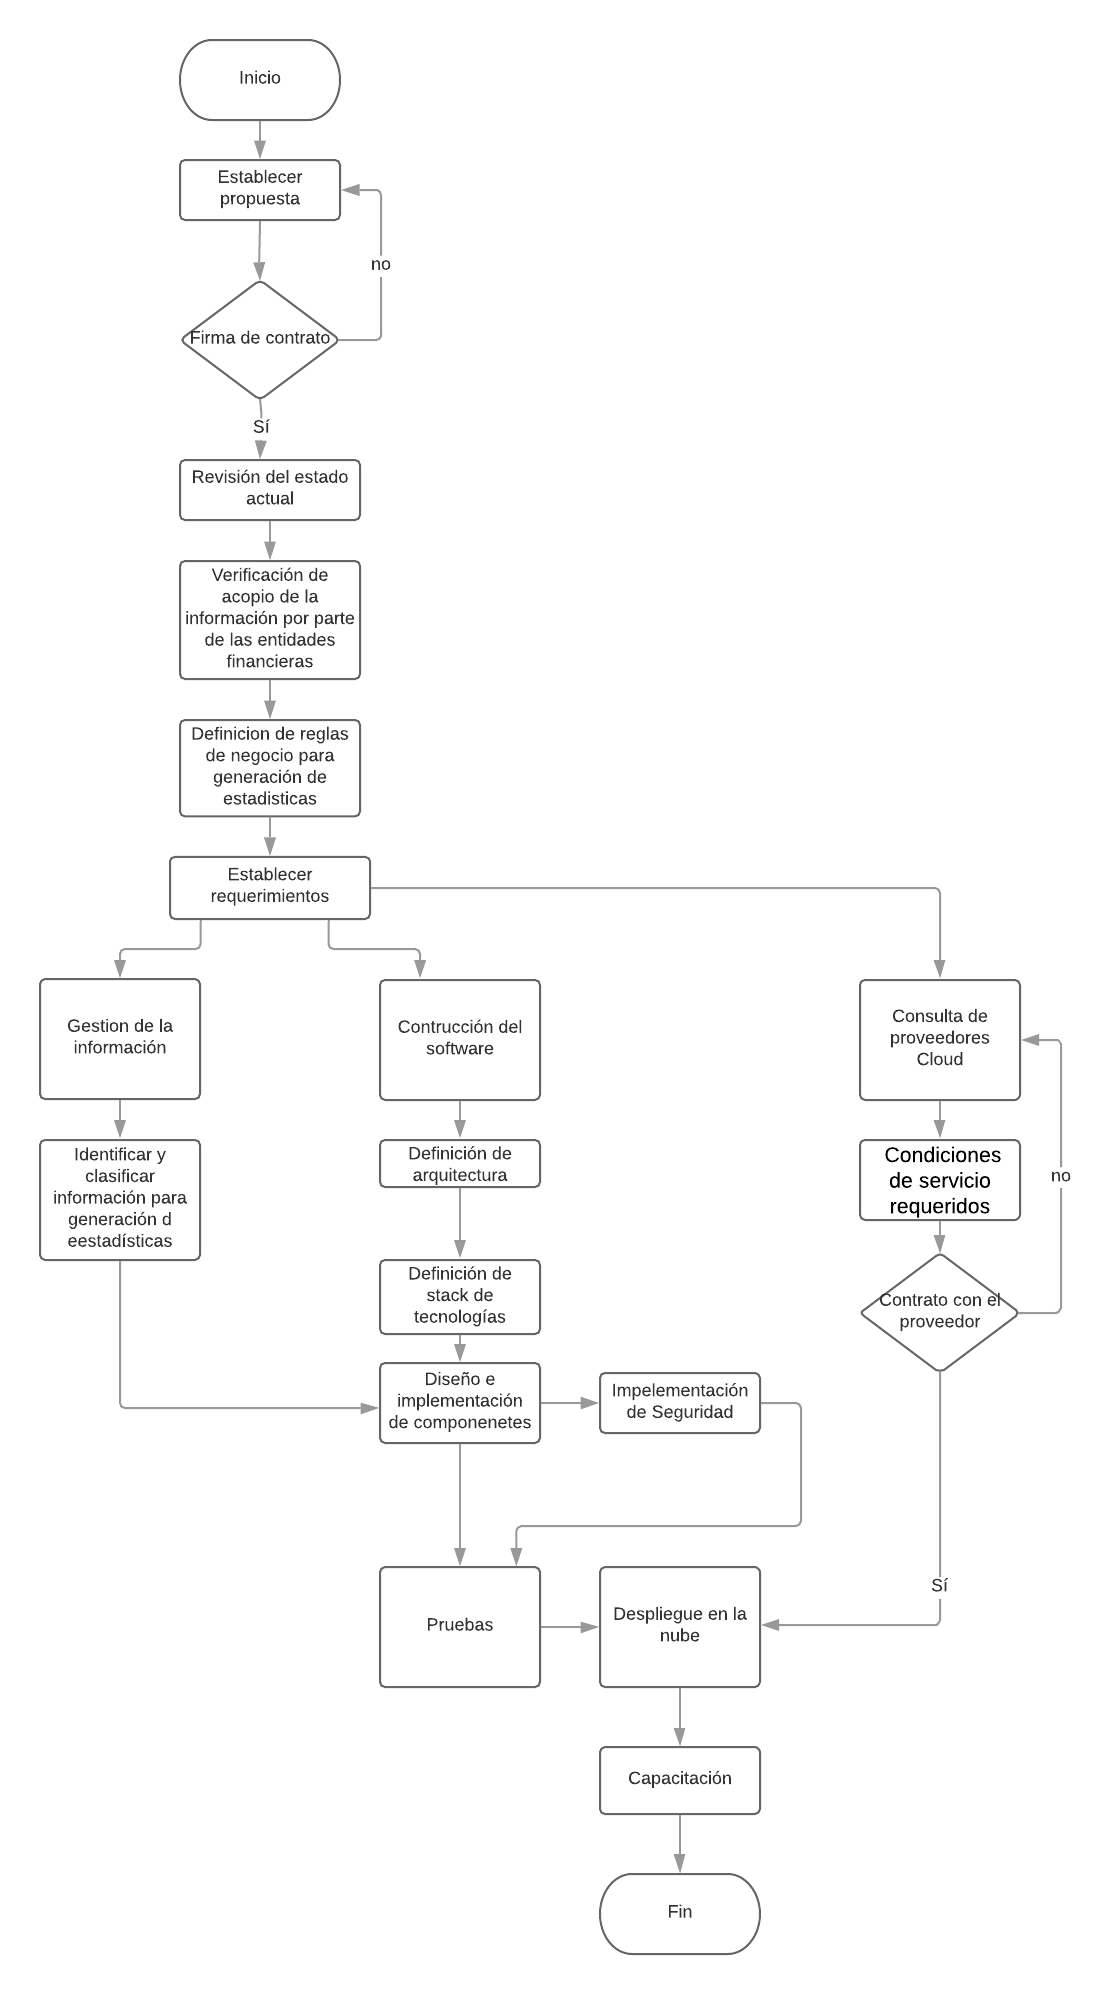 Inicio
Establecer
propuesta
no
Firma de contrato
Sí
Revisión del estado
actual
Verificación de
acopio de la
información por parte
de las entidades
financieras
Definicion de reglas
de negocio para
generación de
estadisticas
Establecer
requerimientos
Gestion de la
información
Contrucción del
software
Consulta de
proveedores
Cloud
Identificar y
clasificar
información para
generación d
eestadísticas
Definición de
arquitectura
Condiciones
de servicio
requeridos
no
Definición de
stack de
tecnologías
Contrato con el
proveedor
Diseño e
implementación
de componenetes
Impelementación
de Seguridad
Sí
Pruebas
Despliegue en la
nube
Capacitación
Fin